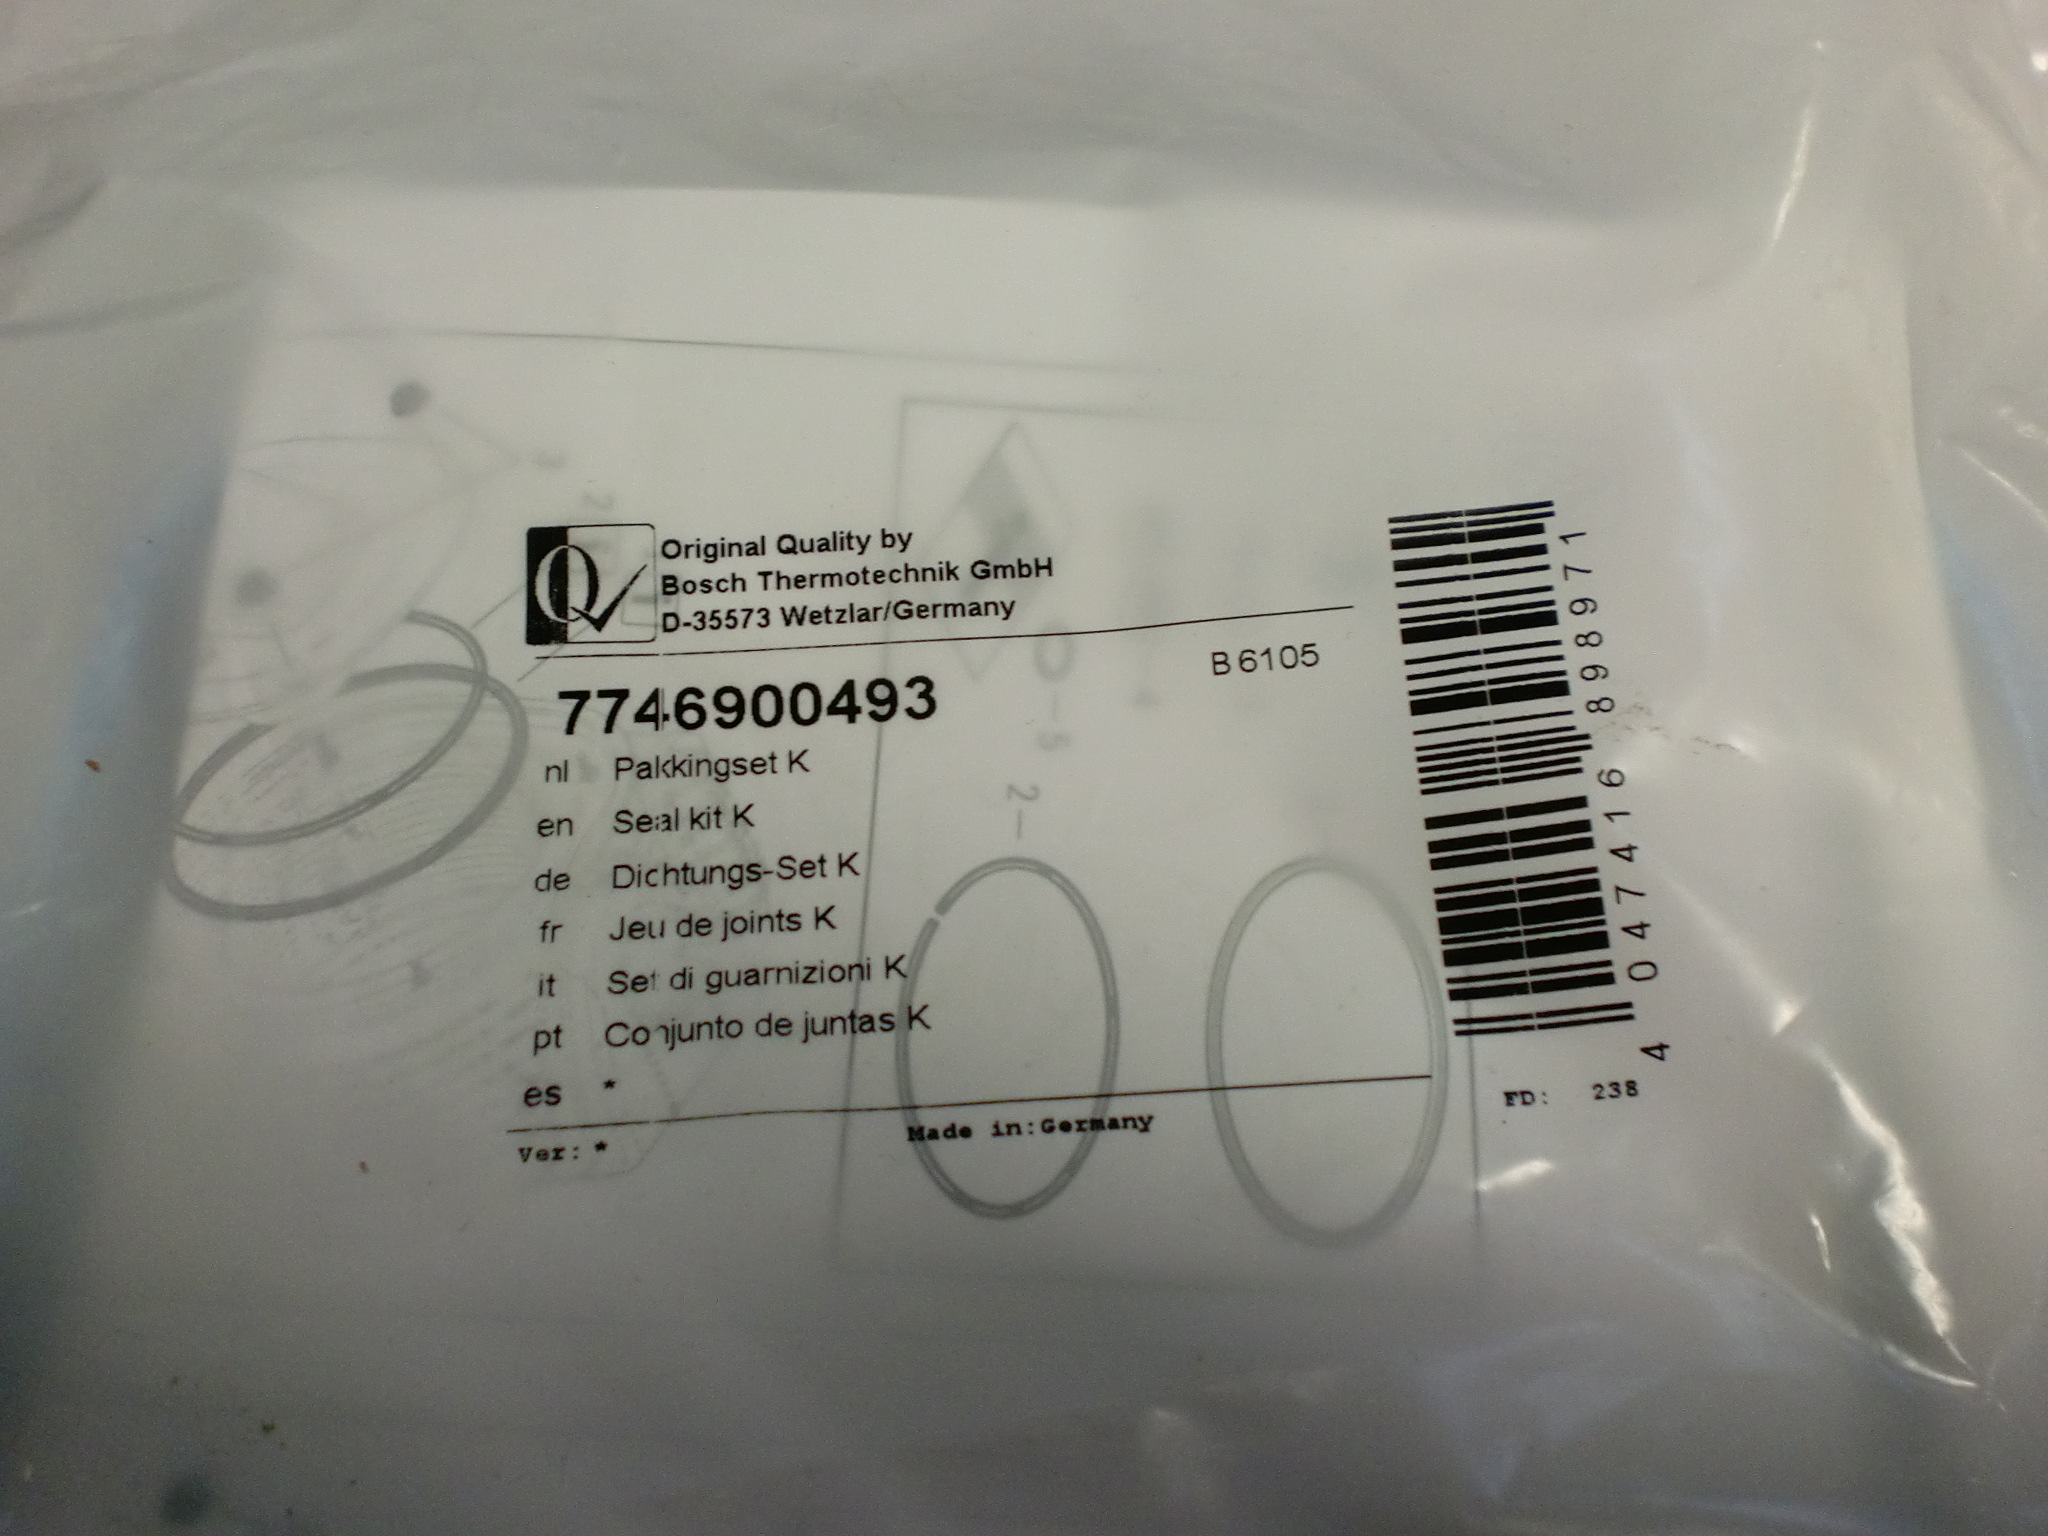 Original Quality by
Bosch Thermotechnik GmbH
D-35573 Wetzlar/Germany
B 6105
7746900493
nl Pakkingset K
en Seal kit K
de Dichtungs-Set K
fr Jeu de joints K
it Set di guarnizioni K
pt Conjunto de juntas K
es *
Ver: *
Made in: Germany
FD: 238
4 047416 898971